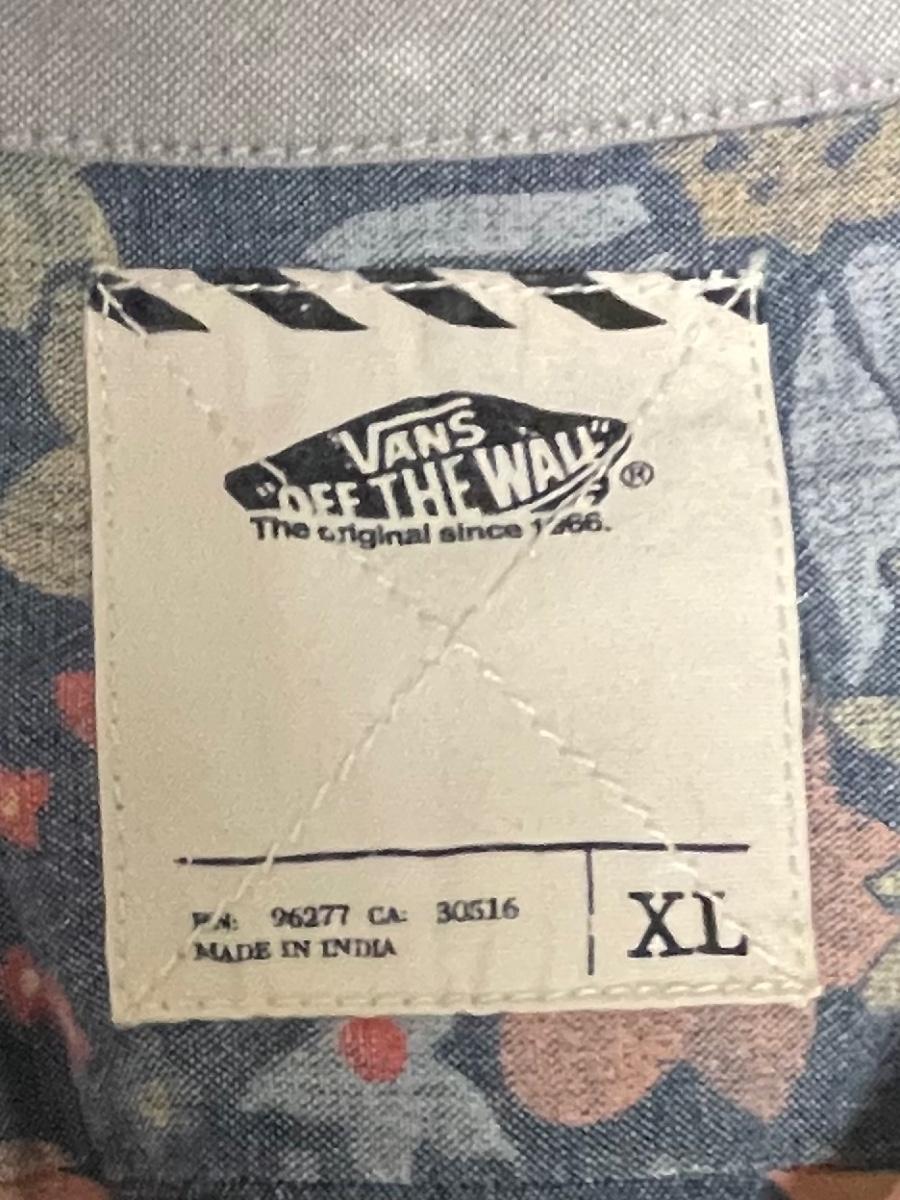 VANS
"OFF THE WALL" ®
The original since 1966.
RN: 96277 CA: 30516
MADE IN INDIA
XL